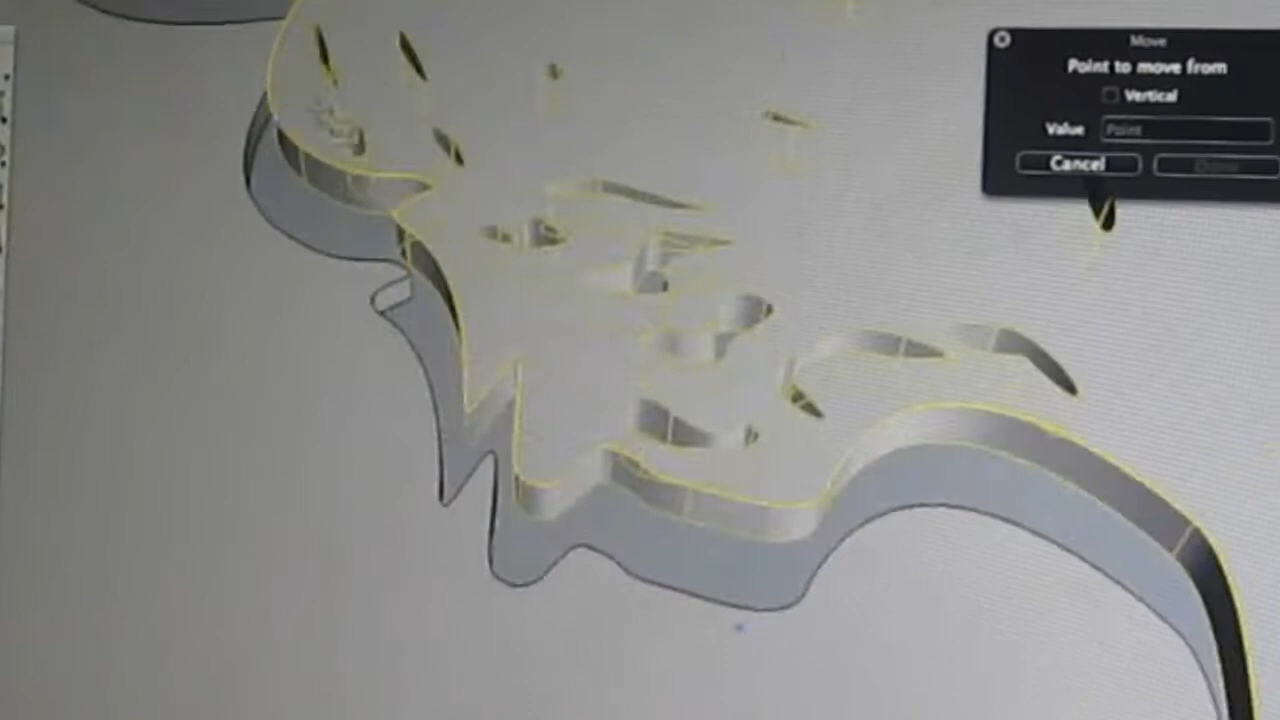 Move
Point to move from
Vertical
Value Point
Cancel